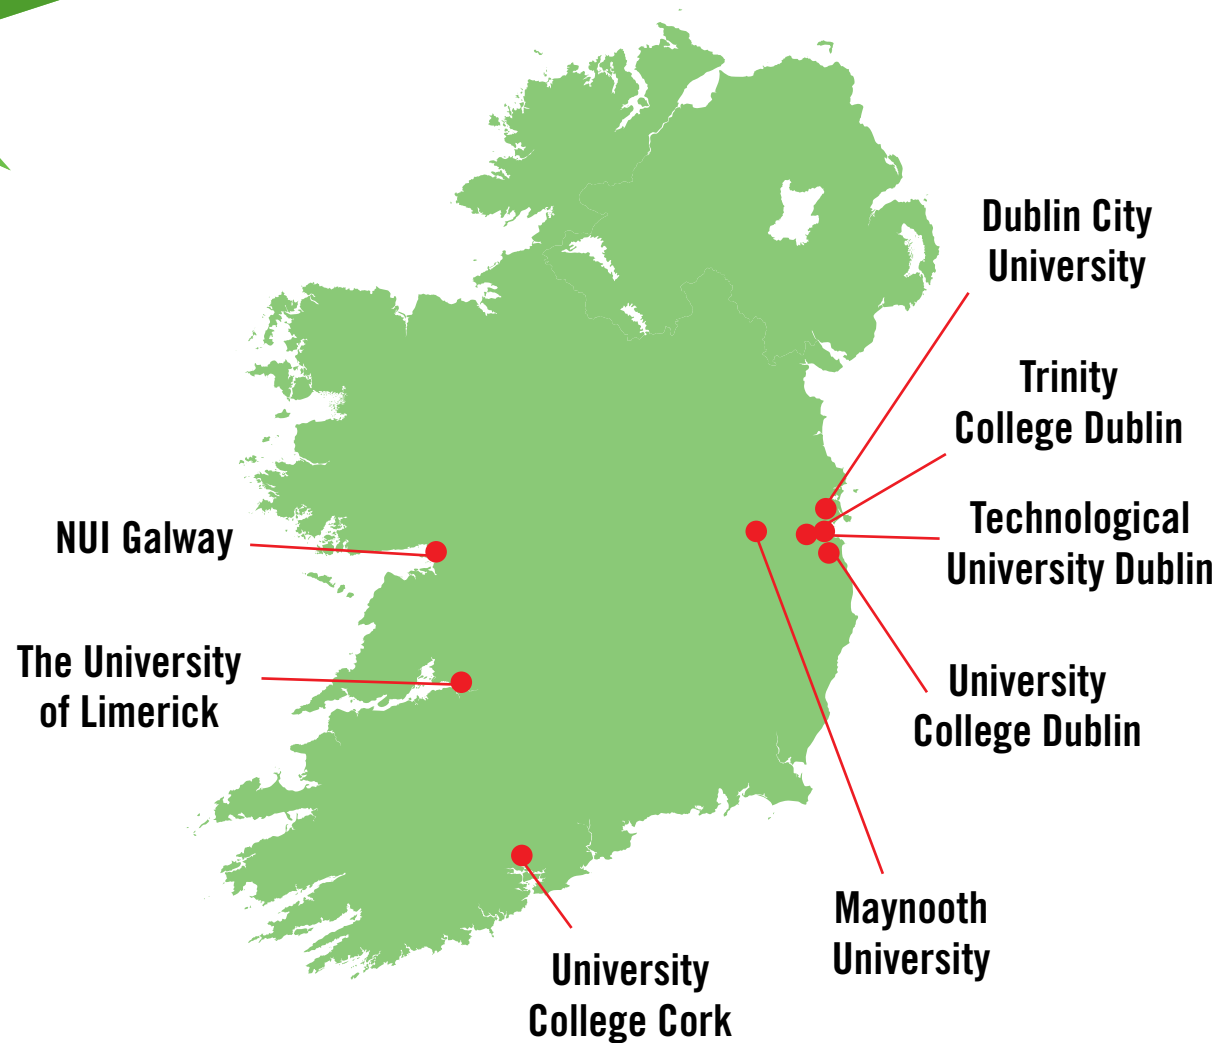 Dublin City
University
Trinity
College Dublin
Technological
University Dublin
NUI Galway
The University
of Limerick
University
College Dublin
Maynooth
University
University
College Cork